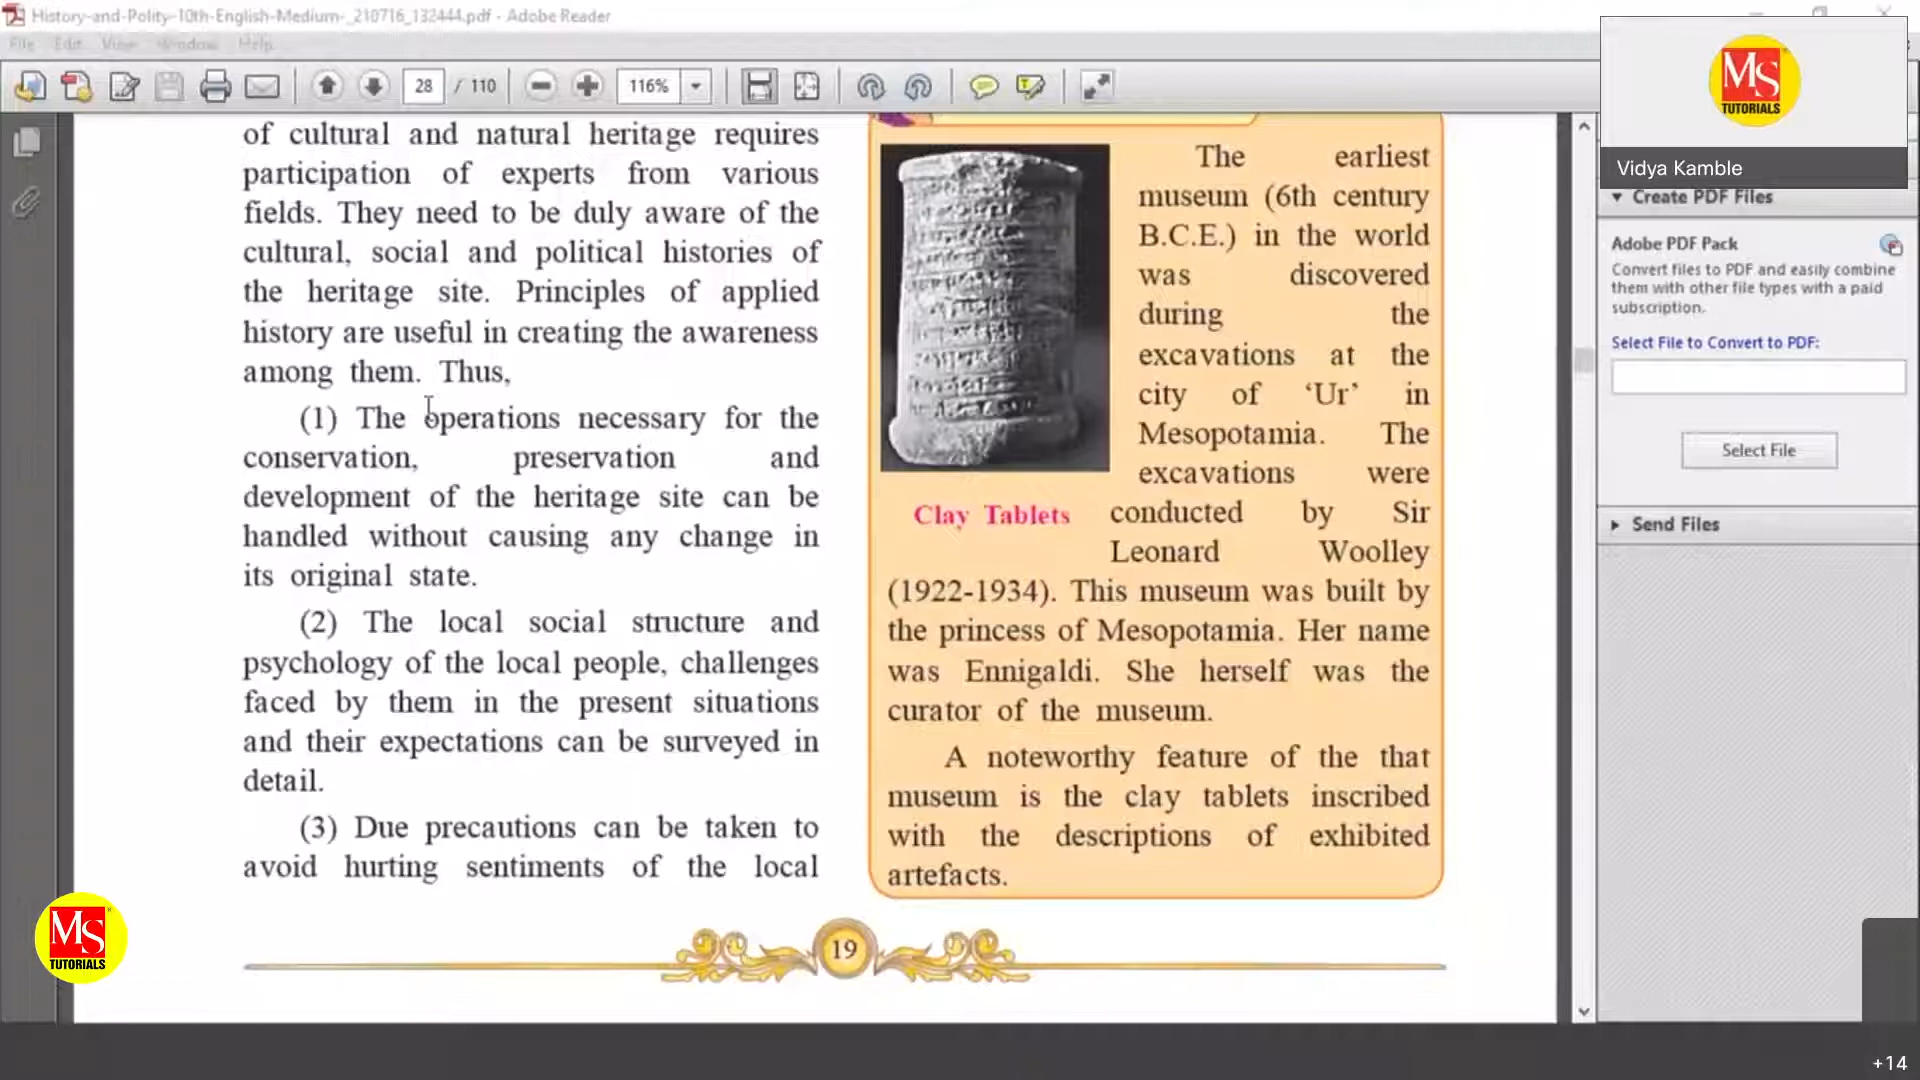 History-and-Polity-10th-English-Medium-_210716_132444.pdf - Adobe Reader
File Edit View Window Help
28 / 110 116%
of cultural and natural heritage requires
participation of experts from various
fields. They need to be duly aware of the
cultural, social and political histories of
the heritage site. Principles of applied
history are useful in creating the awareness
among them. Thus,
(1) The operations necessary for the
conservation, preservation and
development of the heritage site can be
handled without causing any change in
its original state.
(2) The local social structure and
psychology of the local people, challenges
faced by them in the present situations
and their expectations can be surveyed in
detail.
(3) Due precautions can be taken to
avoid hurting sentiments of the local
The earliest
museum (6th century
B.C.E.) in the world
was discovered
during the
excavations at the
city of ‘Ur’ in
Mesopotamia. The
excavations were
Clay Tablets
conducted by Sir
Leonard Woolley
(1922-1934). This museum was built by
the princess of Mesopotamia. Her name
was Ennigaldi. She herself was the
curator of the museum.
A noteworthy feature of the that
museum is the clay tablets inscribed
with the descriptions of exhibited
artefacts.
19
MS
TUTORIALS
MS
TUTORIALS
Vidya Kamble
Create PDF Files
Adobe PDF Pack
Convert files to PDF and easily combine
them with other file types with a paid
subscription.
Select File to Convert to PDF:
Select File
Send Files
+14